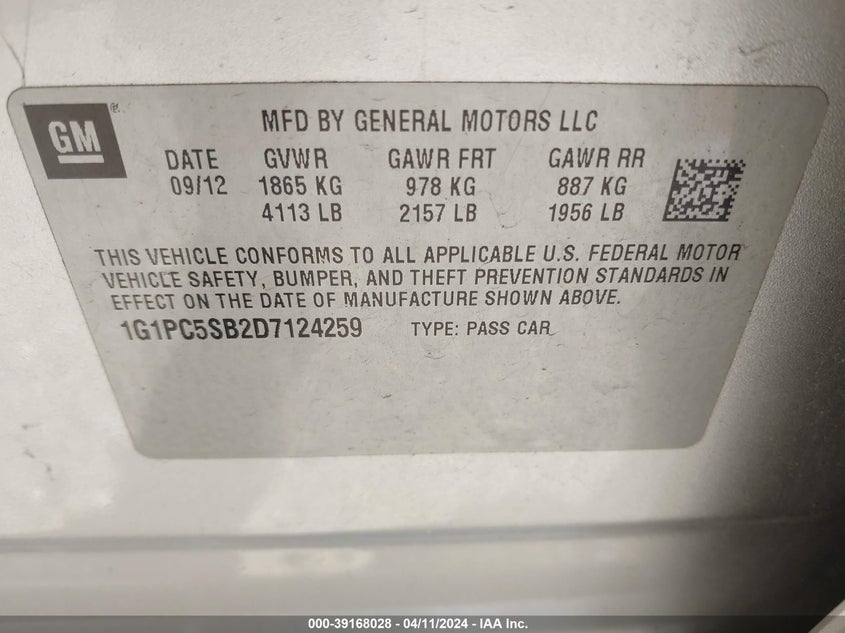 GM
®
MFD BY GENERAL MOTORS LLC
DATE GVWR GAWR FRT GAWR RR
09/12 1865 KG 978 KG 887 KG
4113 LB 2157 LB 1956 LB
THIS VEHICLE CONFORMS TO ALL APPLICABLE U.S. FEDERAL MOTOR
VEHICLE SAFETY, BUMPER, AND THEFT PREVENTION STANDARDS IN
EFFECT ON THE DATE OF MANUFACTURE SHOWN ABOVE.
1G1PC5SB2D7124259 TYPE: PASS CAR
000-39168028 - 04/11/2024 - IAA Inc.